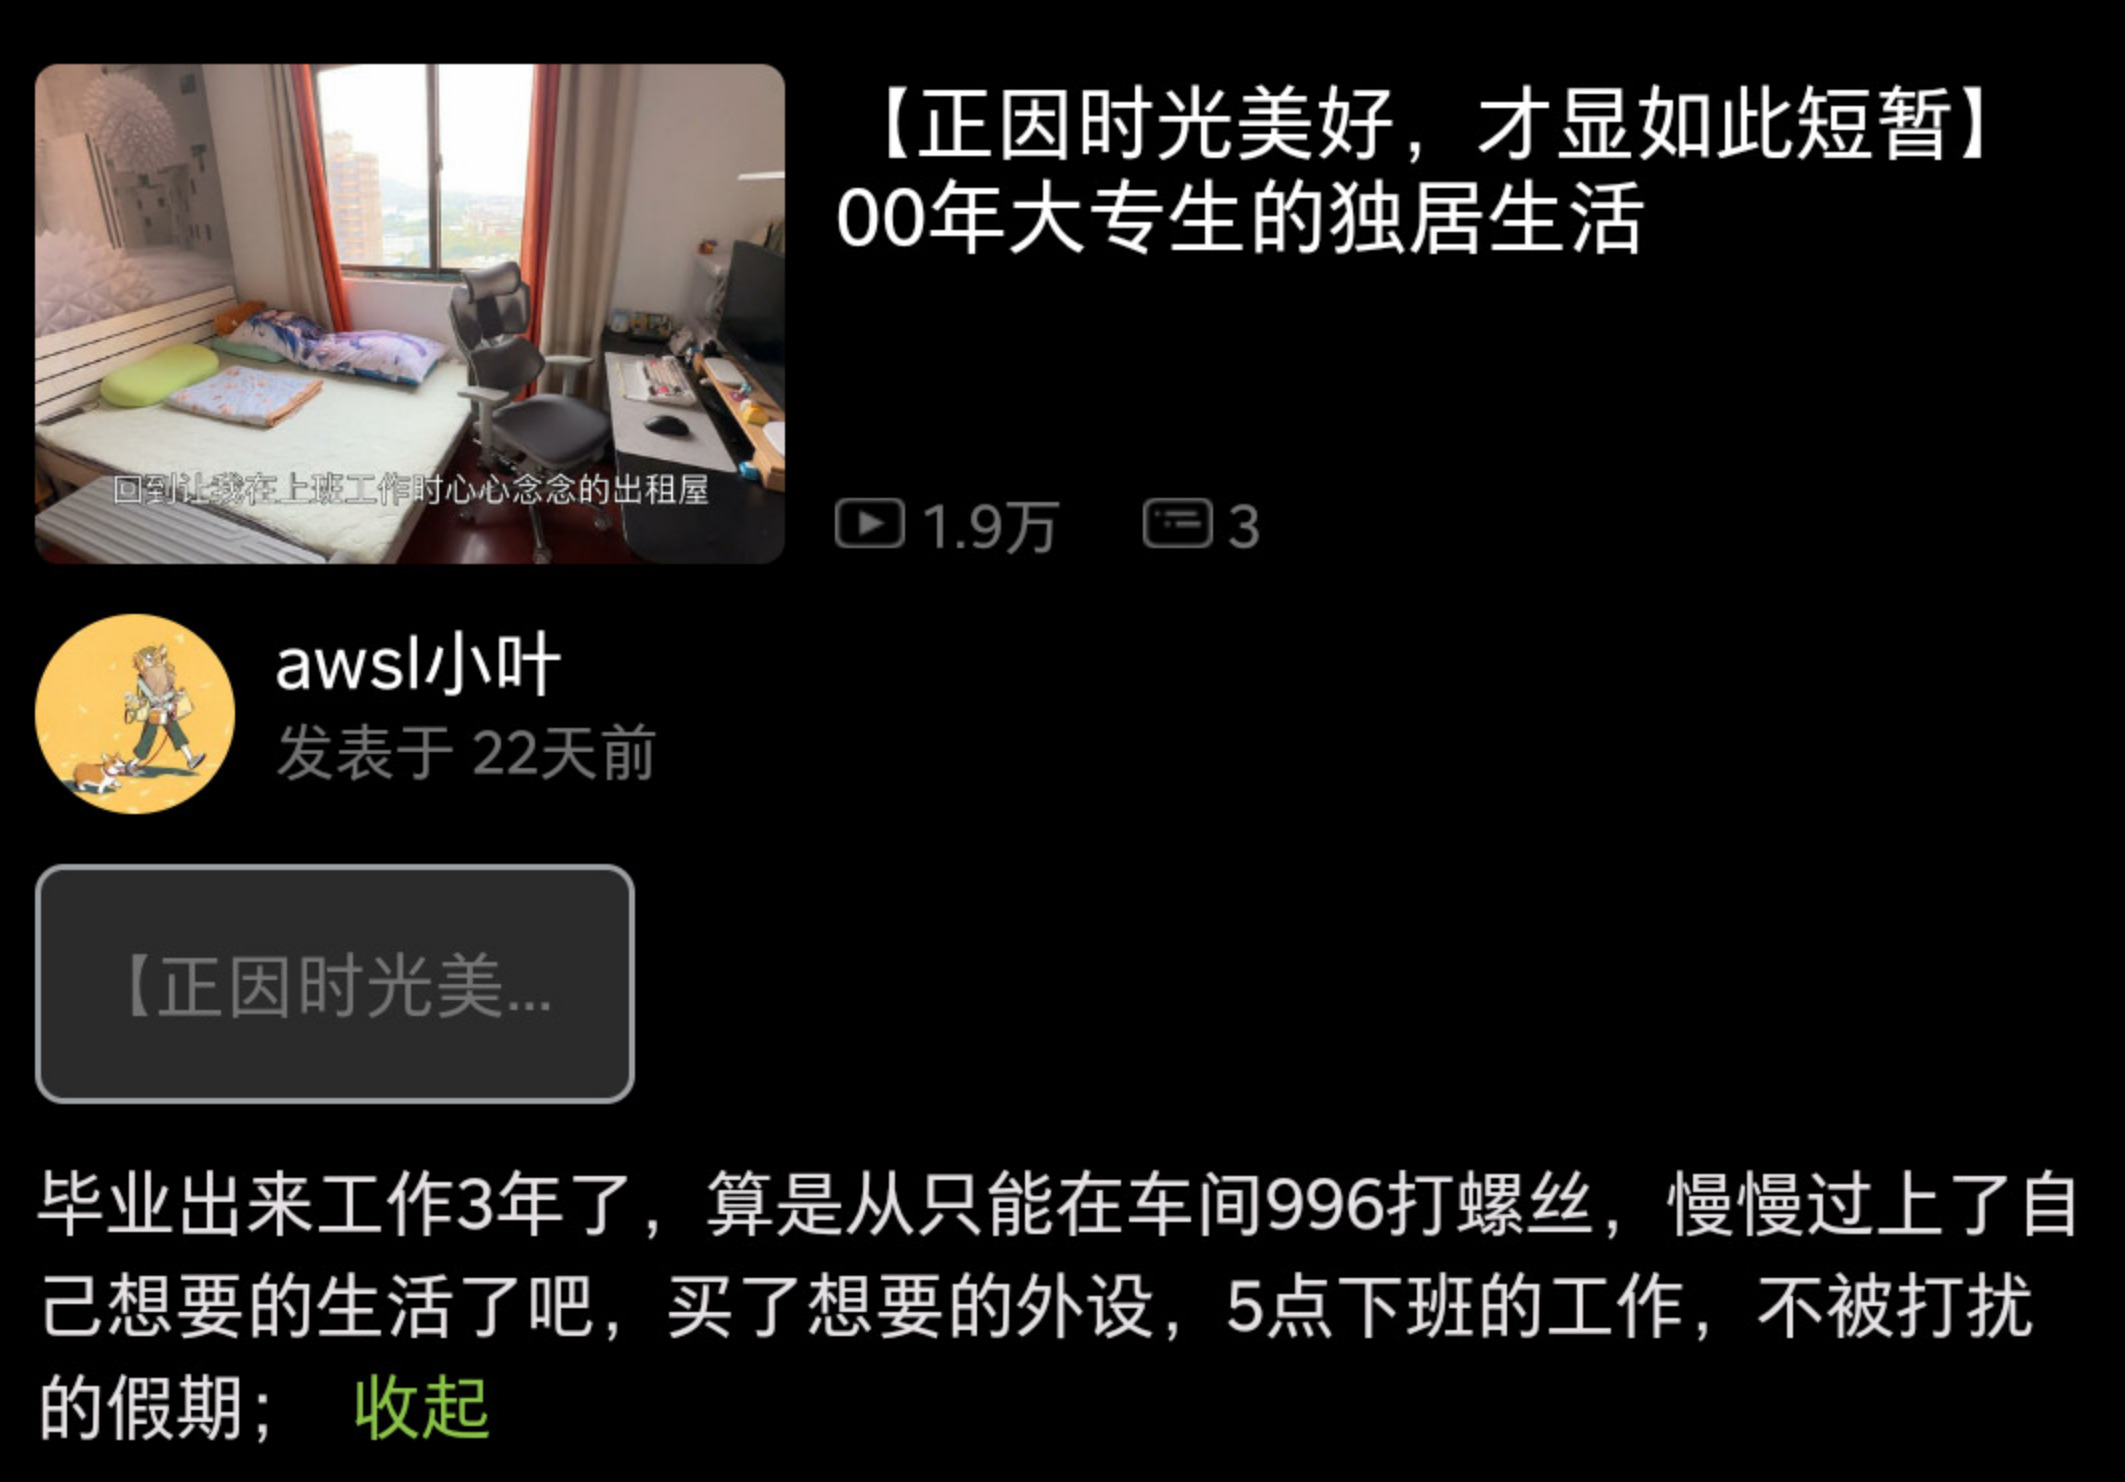 【正因时光美好，才显如此短暂】
00年大专生的独居生活
回到让我在上班工作时心心念念的出租屋
1.9万 3
awsl小叶
发表于 22天前
【正因时光美...
毕业出来工作3年了，算是从只能在车间996打螺丝，慢慢过上了自
己想要的生活了吧，买了想要的外设，5点下班的工作，不被打扰
的假期； 收起